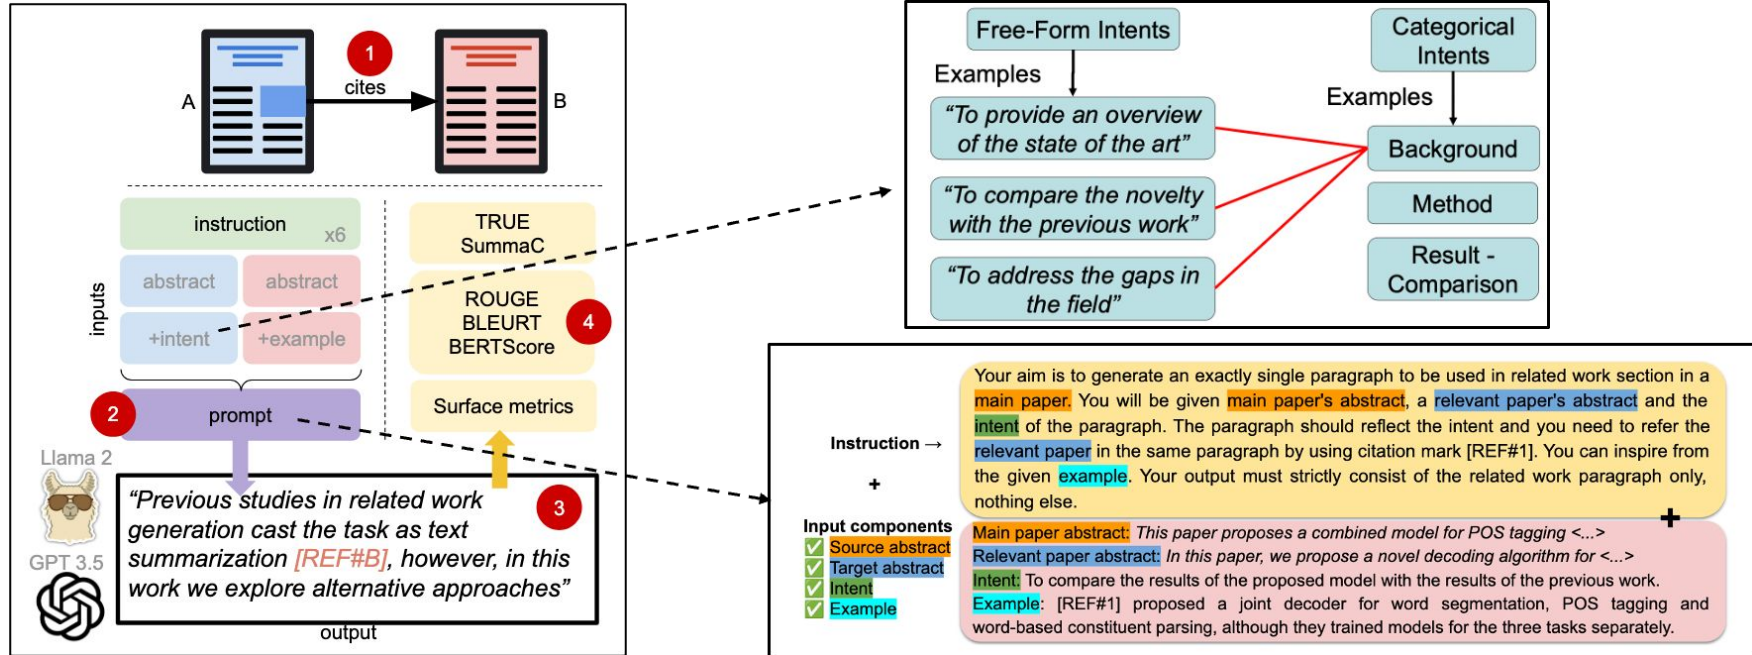 1
cites
A
B
instruction
x6
abstract
abstract
+intent
+example
inputs
2
prompt
TRUE
SummaC
ROUGE
BLEURT
BERTScore
4
Surface metrics
Llama 2
GPT 3.5
3
“Previous studies in related work
generation cast the task as text
summarization [REF#B], however, in this
work we explore alternative approaches”
output
Free-Form Intents
Examples
“To provide an overview
of the state of the art”
“To compare the novelty
with the previous work”
“To address the gaps in
the field”
Categorical
Intents
Examples
Background
Method
Result -
Comparison
Instruction →
+
Input components
✅ Source abstract
✅ Target abstract
✅ Intent
✅ Example
Your aim is to generate an exactly single paragraph to be used in related work section in a
main paper. You will be given main paper's abstract, a relevant paper's abstract and the
intent of the paragraph. The paragraph should reflect the intent and you need to refer the
relevant paper in the same paragraph by using citation mark [REF#1]. You can inspire from
the given example. Your output must strictly consist of the related work paragraph only,
nothing else.
+
Main paper abstract: This paper proposes a combined model for POS tagging <...>
Relevant paper abstract: In this paper, we propose a novel decoding algorithm for <...>
Intent: To compare the results of the proposed model with the results of the previous work.
Example: [REF#1] proposed a joint decoder for word segmentation, POS tagging and
word-based constituent parsing, although they trained models for the three tasks separately.